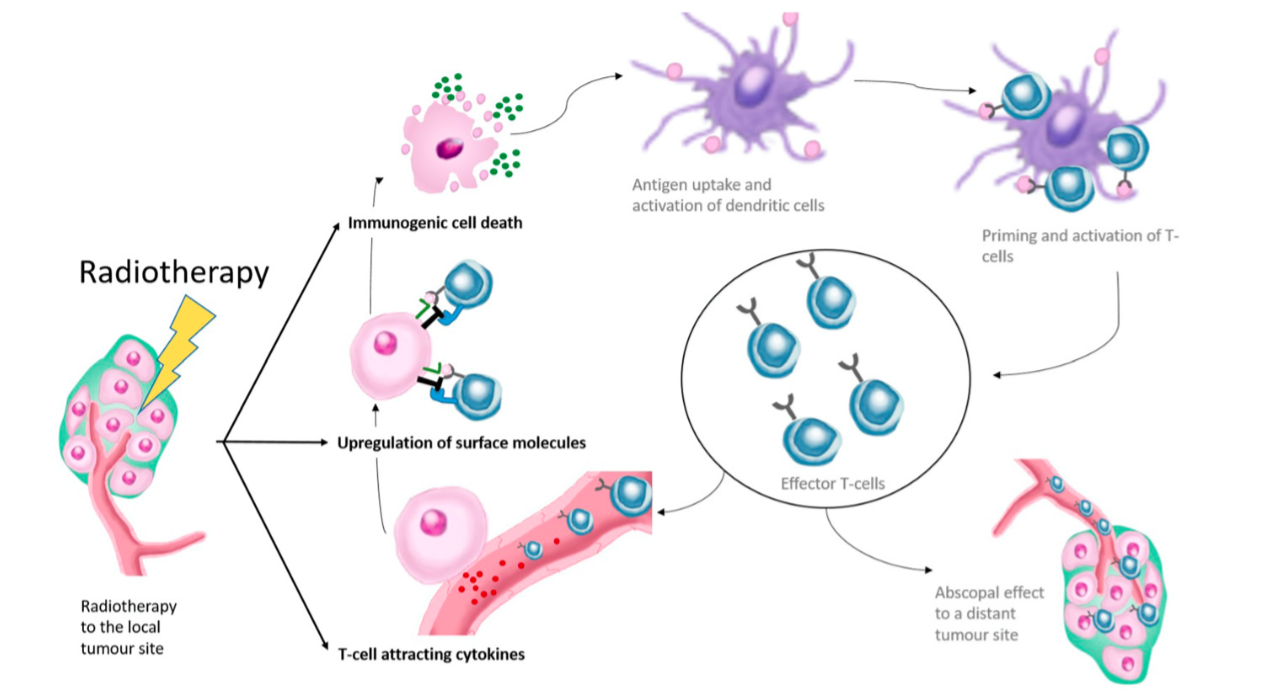 Radiotherapy
Radiotherapy
to the local
tumour site
Immunogenic cell death
Upregulation of surface molecules
T-cell attracting cytokines
Antigen uptake and
activation of dendritic cells
Priming and activation of T-
cells
Effector T-cells
Abscopal effect
to a distant
tumour site